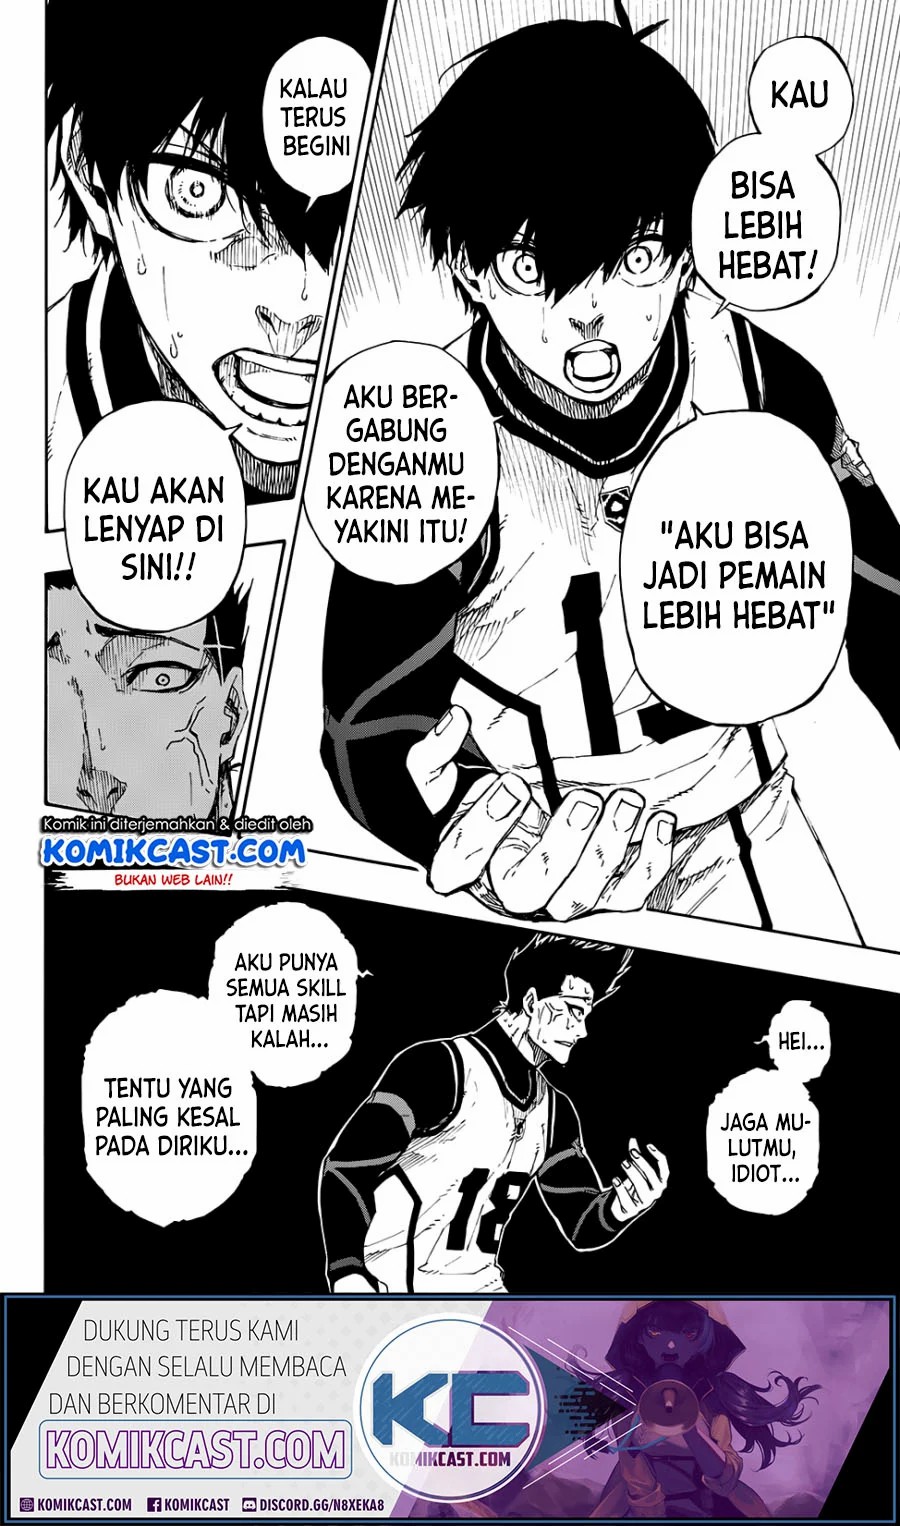 KAU
BISA
LEBIH
HEBAT!
"AKU BISA
JADI PEMAIN
LEBIH HEBAT"
AKU BER-
GABUNG
DENGANMU
KARENA ME-
YAKINI ITU!
KALAU
TERUS
BEGINI
KAU AKAN
LENYAP DI
SINI!!
1
Komik ini diterjemahkan & diedit oleh
KOMIKCAST.COM
BUKAN WEB LAIN!!
HEI...
JAGA MU-
LUTMU,
IDIOT...
AKU PUNYA
SEMUA SKILL
TAPI MASIH
KALAH...
TENTU YANG
PALING KESAL
PADA DIRIKU...
18
DUKUNG TERUS KAMI
DENGAN SELALU MEMBACA
DAN BERKOMENTAR DI
KOMIKCAST.COM
KC
KOMIKCAST.COM
KOMIKCAST.COM
KOMIKCAST
DISCORD.GG/N8XEKA8